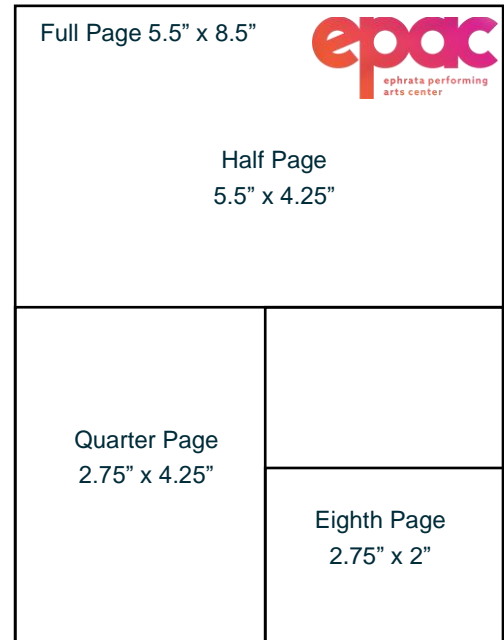 Full Page 5.5” x 8.5”
epac
ephrata performing
arts center
Half Page
5.5” x 4.25”
Quarter Page
2.75” x 4.25”
Eighth Page
2.75” x 2”